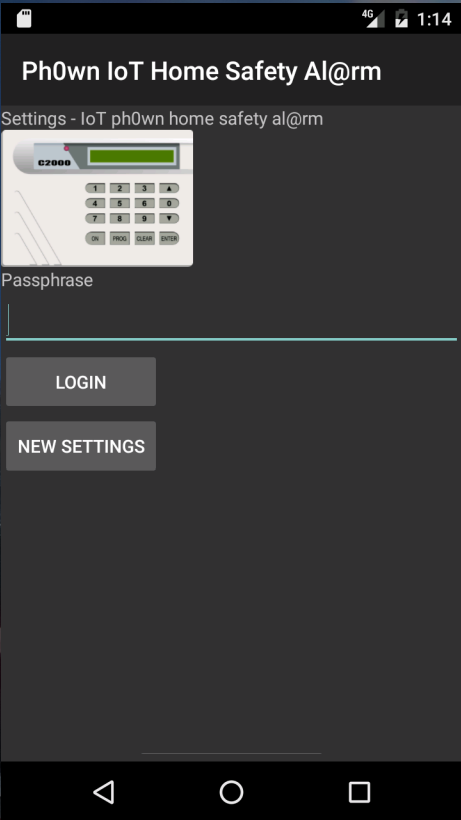 4G 1:14
Ph0wn IoT Home Safety Al@rm
Settings - IoT ph0wn home safety al@rm
C2000
1 2 3 ▲
4 5 6 0
7 8 9 ▼
ON PROG CLEAR ENTER
Passphrase
LOGIN
NEW SETTINGS